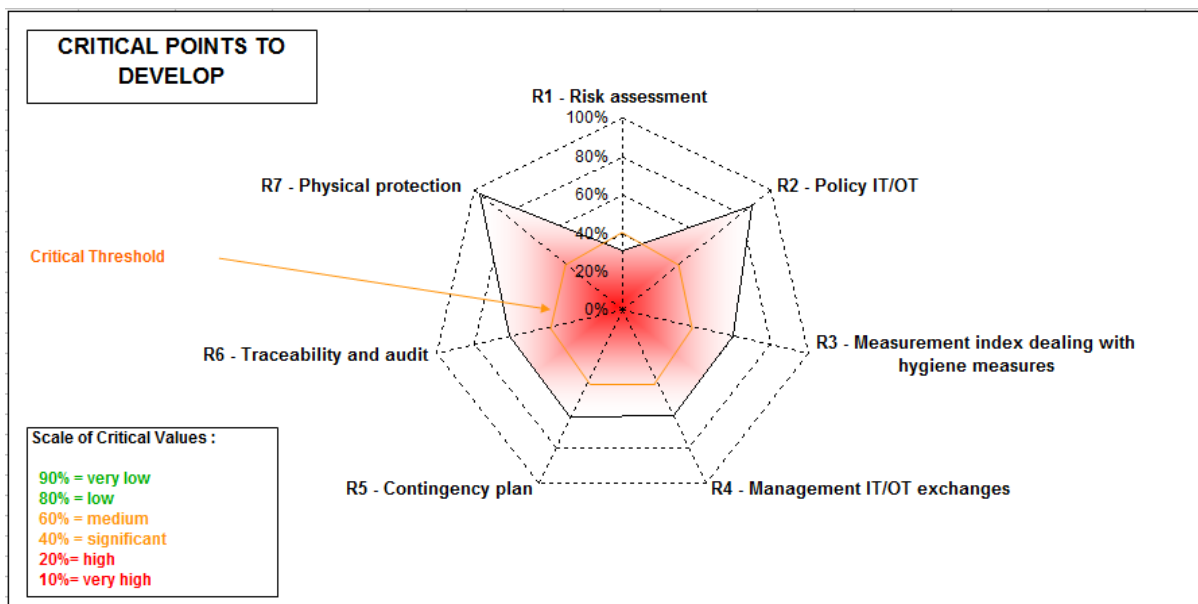 CRITICAL POINTS TO
DEVELOP
R1 - Risk assessment
100%
80%
60%
40%
20%
0%
R7 - Physical protection
R2 - Policy IT/OT
Critical Threshold
R6 - Traceability and audit
R3 - Measurement index dealing with
hygiene measures
R5 - Contingency plan
R4 - Management IT/OT exchanges
Scale of Critical Values :
90% = very low
80% = low
60% = medium
40% = significant
20%= high
10%= very high